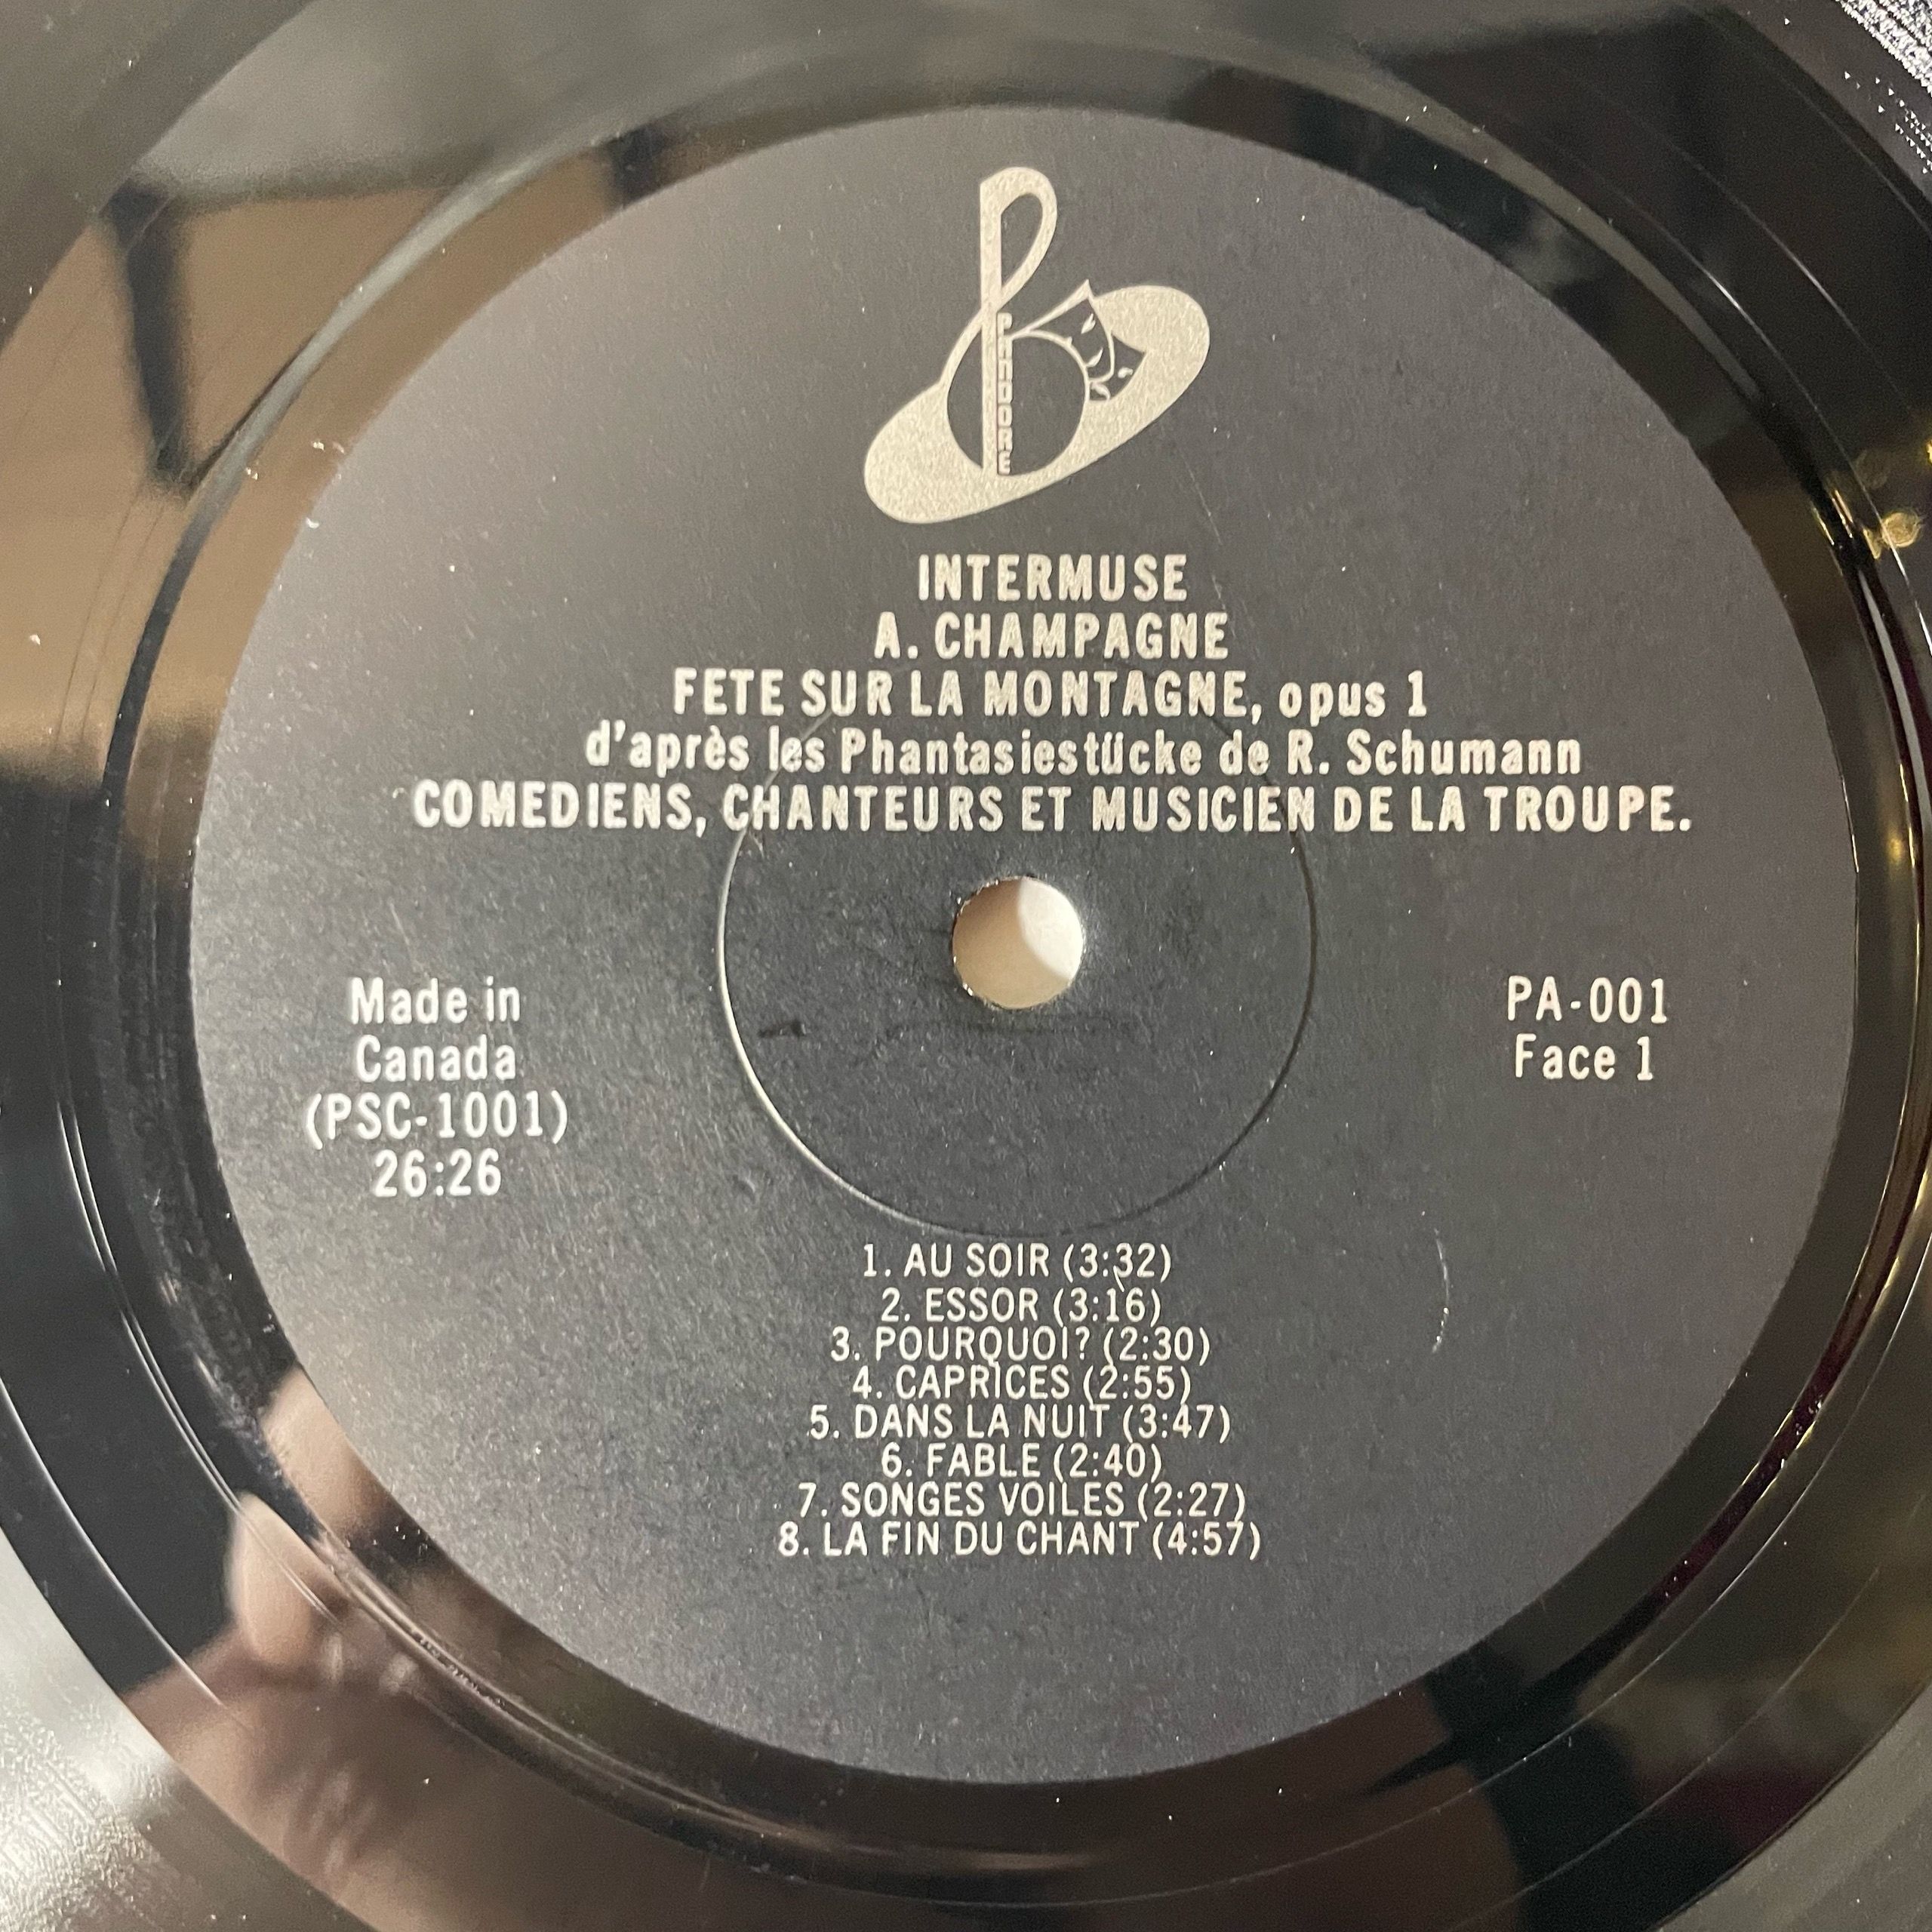 PANDORE
INTERMUSE
A. CHAMPAGNE
FETE SUR LA MONTAGNE, opus 1
d'après les Phantasiestücke de R. Schumann
COMEDIENS, CHANTEURS ET MUSICIEN DE LA TROUPE.
Made in
Canada
(PSC-1001)
26:26
PA-001
Face 1
1. AU SOIR (3:32)
2. ESSOR (3:16)
3. POURQUOI? (2:30)
4. CAPRICES (2:55)
5. DANS LA NUIT (3:47)
6. FABLE (2:40)
7. SONGES VOILES (2:27)
8. LA FIN DU CHANT (4:57)